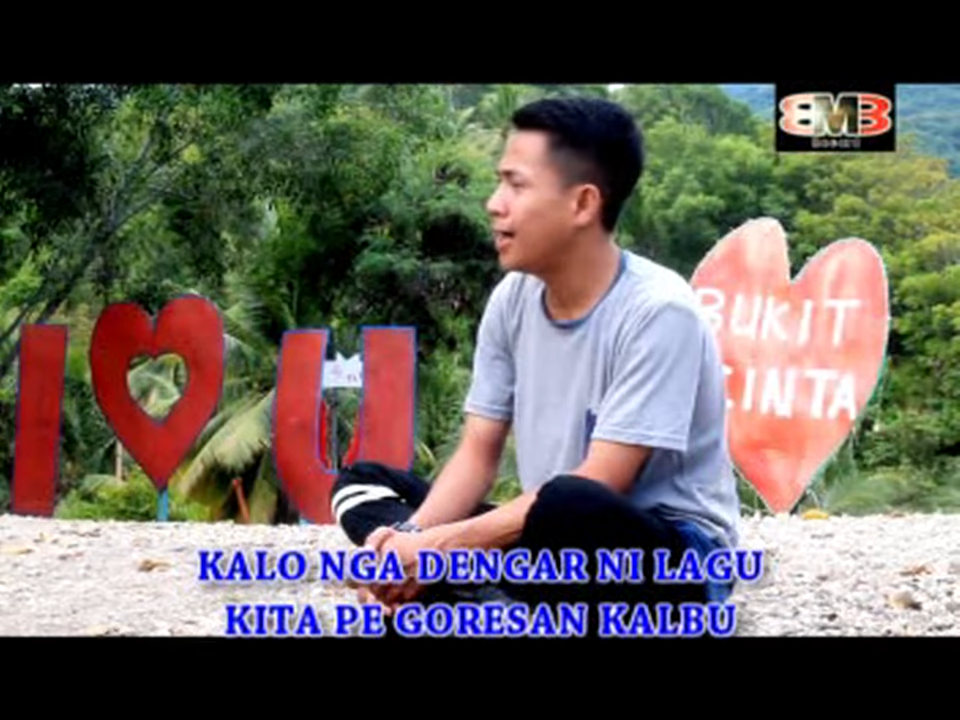 BMB
I U
BUKIT
CINTA
KALO NGA DENGAR NI LAGU
KITA PE GORESAN KALBU